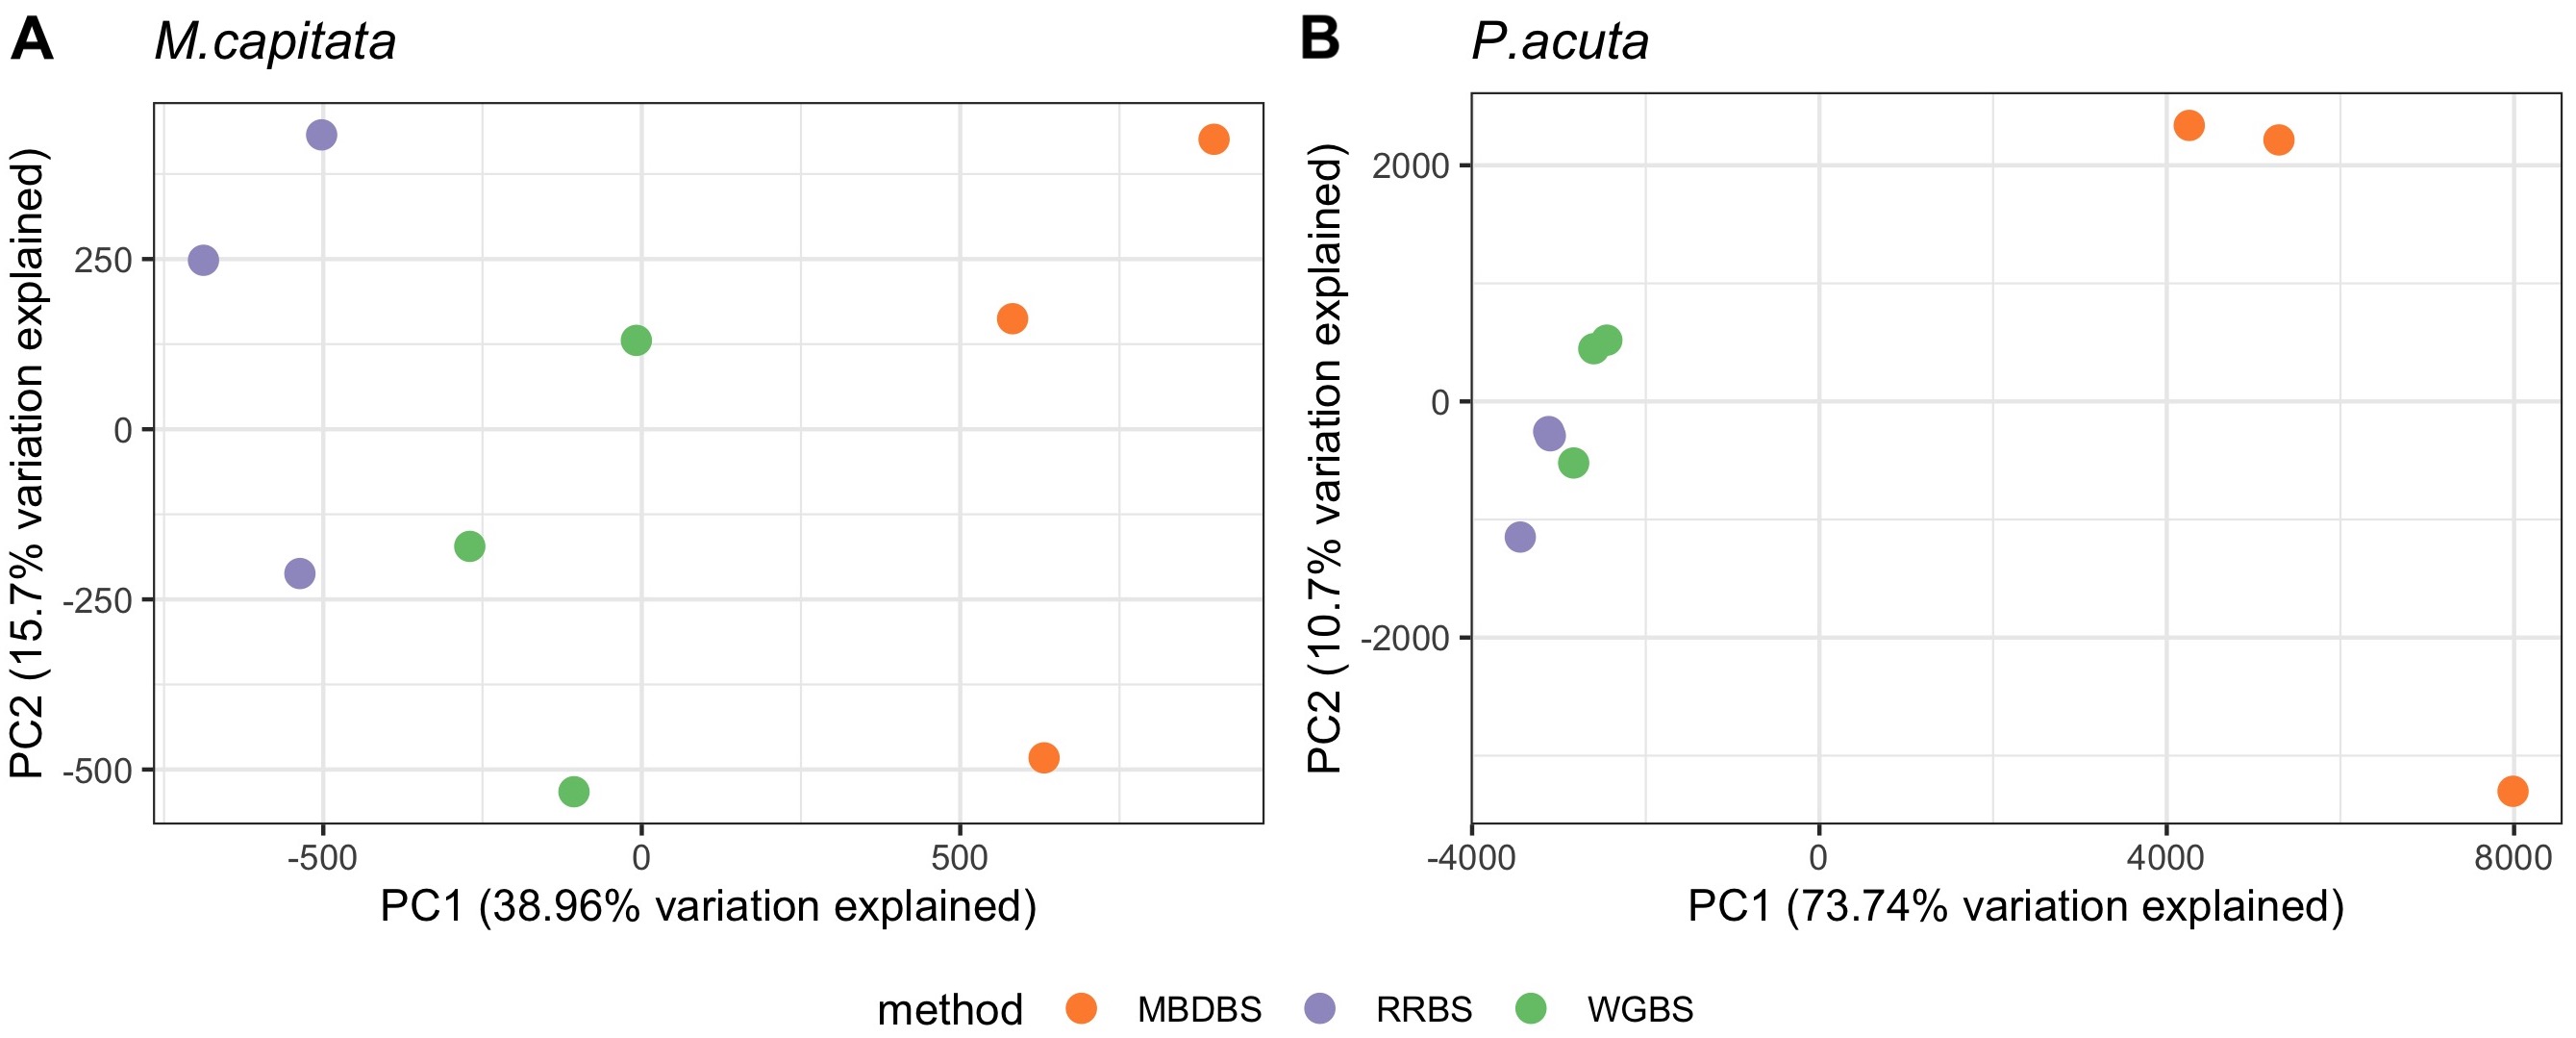 A M.capitata
PC2 (15.7% variation explained)
250
0
-250
-500
-500 0 500
PC1 (38.96% variation explained)
B P.acuta
PC2 (10.7% variation explained)
2000
0
-2000
-4000 0 4000 8000
PC1 (73.74% variation explained)
method MBDBS RRBS WGBS